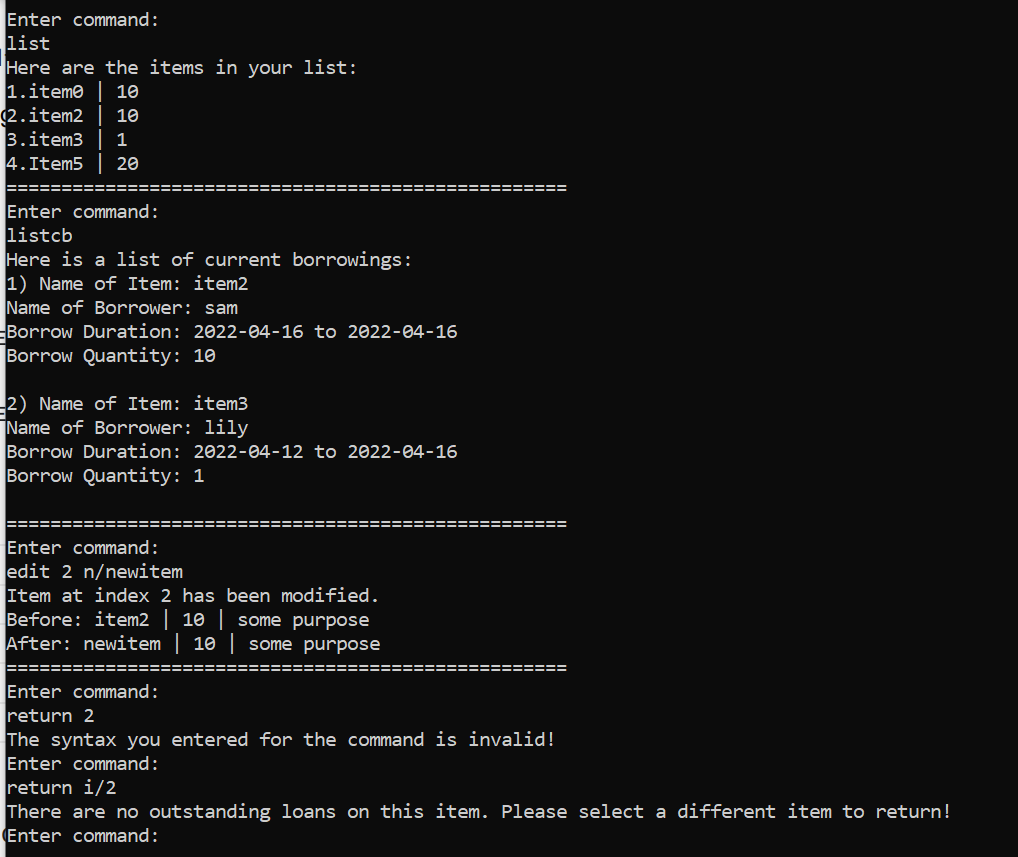 Enter command:
list
Here are the items in your list:
1.item0 | 10
2.item2 | 10
3.item3 | 1
4.Item5 | 20
===================================================
Enter command:
listcb
Here is a list of current borrowings:
1) Name of Item: item2
Name of Borrower: sam
Borrow Duration: 2022-04-16 to 2022-04-16
Borrow Quantity: 10

2) Name of Item: item3
Name of Borrower: lily
Borrow Duration: 2022-04-12 to 2022-04-16
Borrow Quantity: 1

===================================================
Enter command:
edit 2 n/newitem
Item at index 2 has been modified.
Before: item2 | 10 | some purpose
After: newitem | 10 | some purpose
===================================================
Enter command:
return 2
The syntax you entered for the command is invalid!
Enter command:
return i/2
There are no outstanding loans on this item. Please select a different item to return!
Enter command: